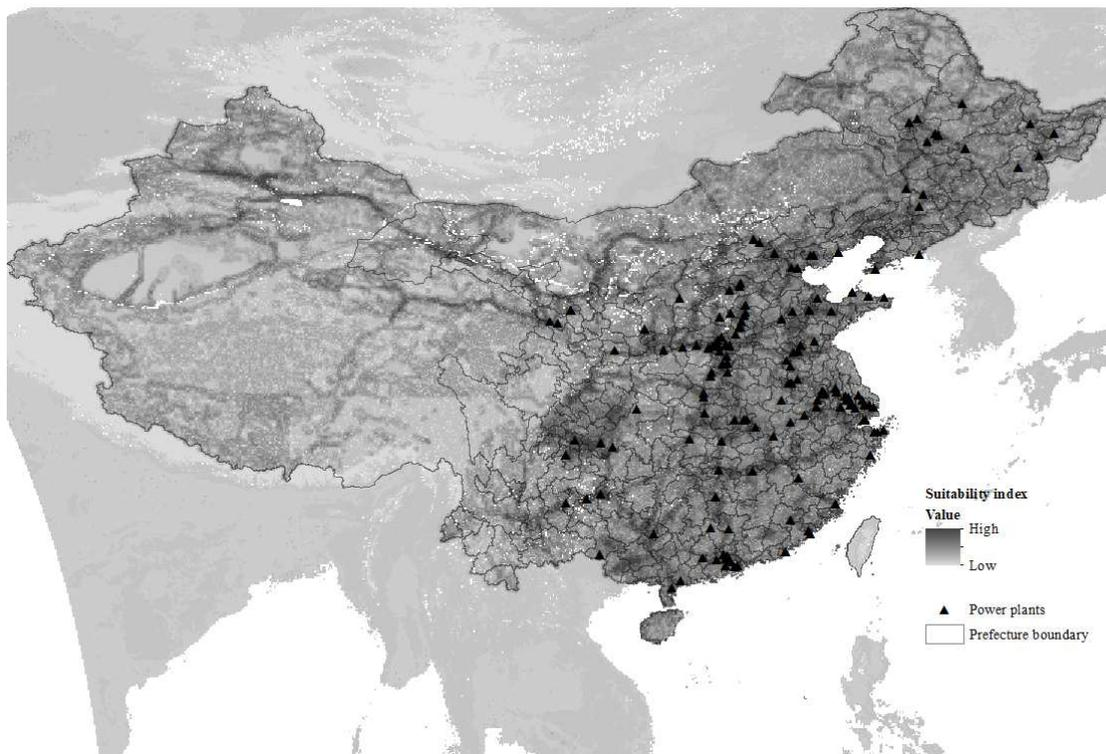 Suitability index
Value
High
Low
Power plants
Prefecture boundary